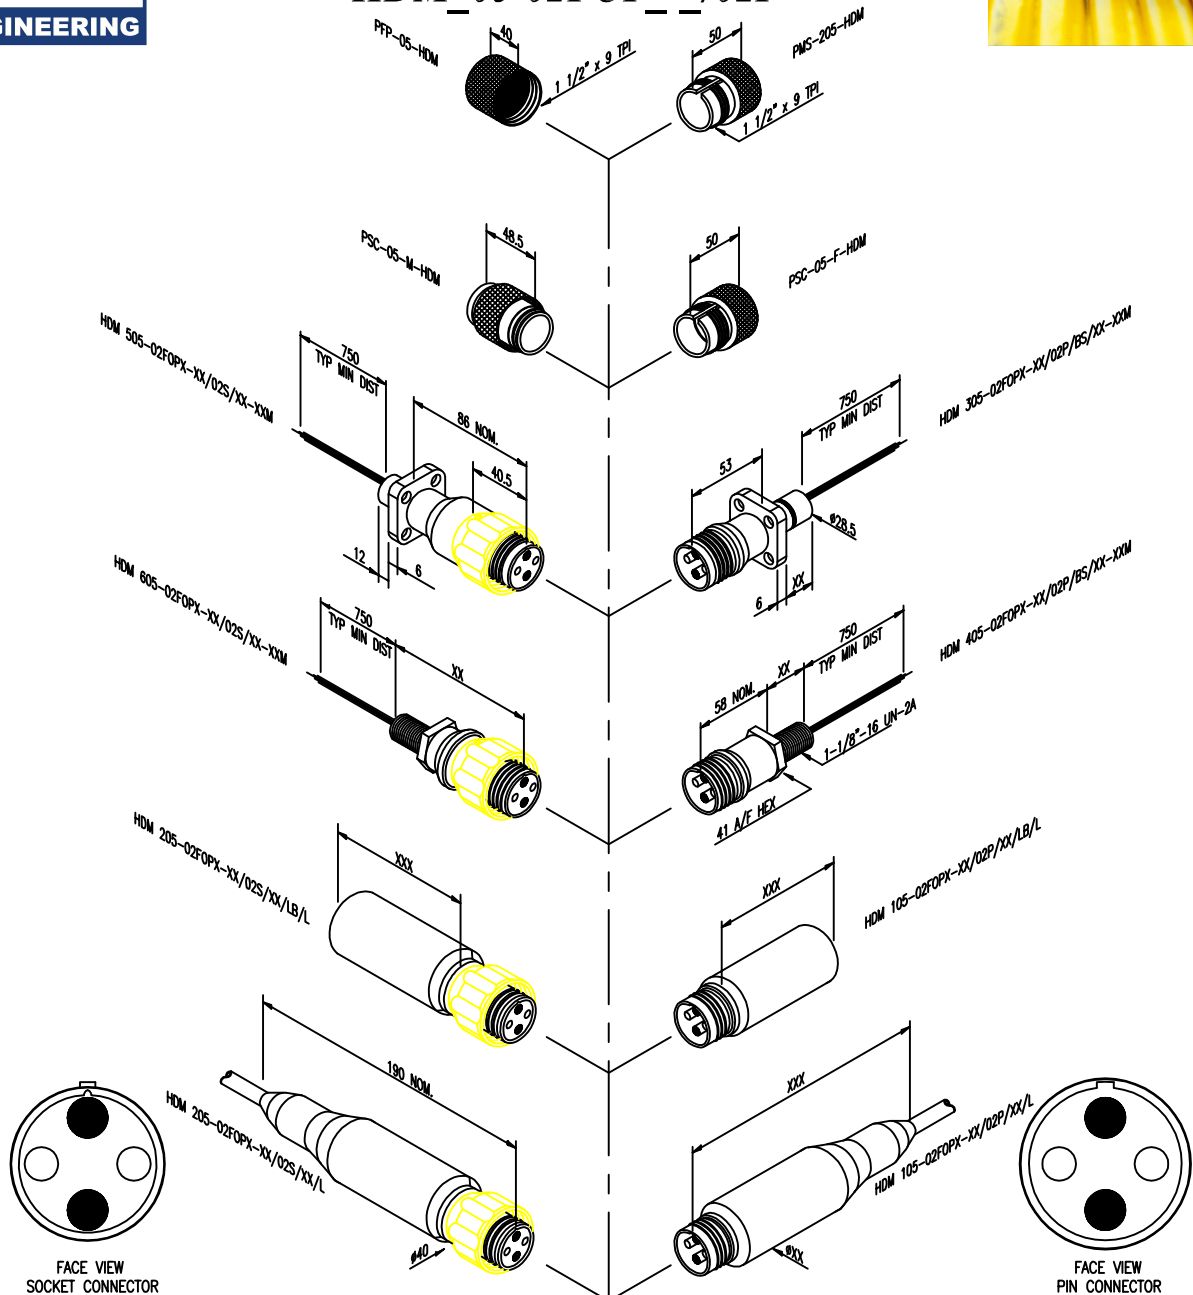 GINEERING
PFP-05-HDM
40
1 1/2" x 9 TPI
50
PMS-205-HDM
1 1/2" x 9 TPI
PSC-05-M-HDM
48.5
50
PSC-05-F-HDM
HDM 505-02FOPX-XX/02S/XX-XXM
750
TYP MIN DIST
86 NOM.
40.5
12
6
53
750
TYP MIN DIST
HDM 305-02FOPX-XX/02P/BS/XX-XXM
ø28.5
6
XX
HDM 605-02FOPX-XX/02S/XX-XXM
750
TYP MIN DIST
XX
58 NOM.
XX
750
TYP MIN DIST
HDM 405-02FOPX-XX/02P/BS/XX-XXM
1-1/8"-16 UN-2A
41 A/F HEX
HDM 205-02FOPX-XX/02S/XX/LB/L
XXX
XXX
HDM 105-02FOPX-XX/02P/XX/LB/L
190 NOM.
HDM 205-02FOPX-XX/02S/XX/L
ø40
XXX
HDM 105-02FOPX-XX/02P/XX/L
øXX
FACE VIEW
SOCKET CONNECTOR
FACE VIEW
PIN CONNECTOR